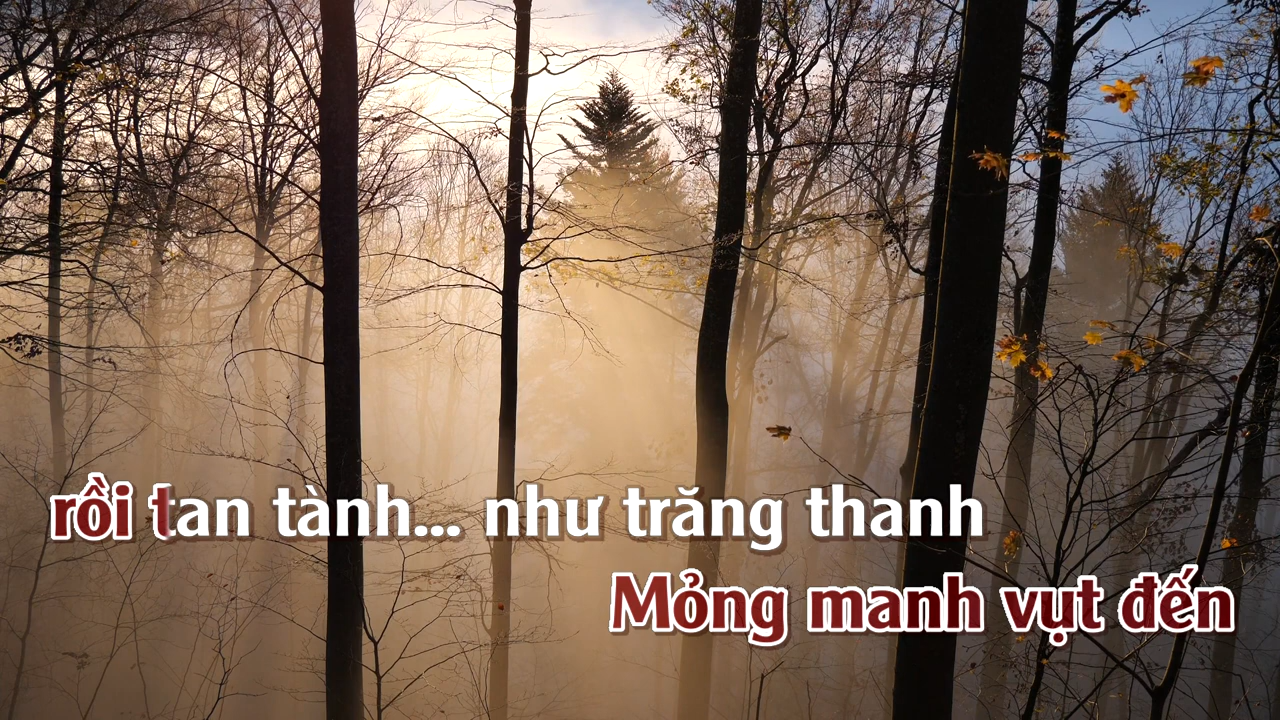 rồi tan tành... như trăng thanh
Mỏng manh vụt đến